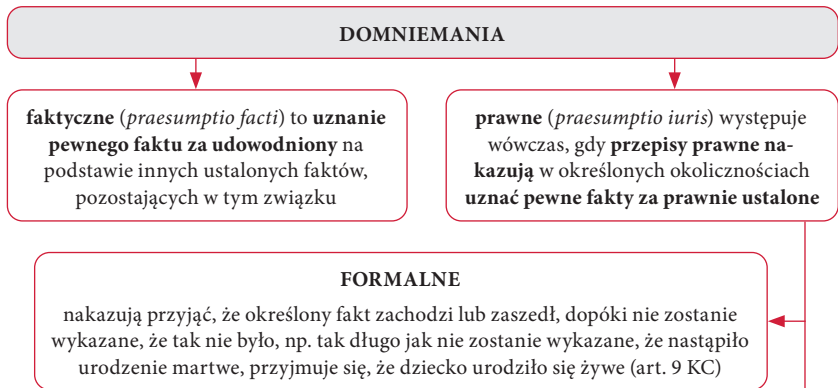 DOMNIEMANIA
faktyczne (praesumptio facti) to uznanie
pewnego faktu za udowodniony na
podstawie innych ustalonych faktów,
pozostających w tym związku
prawne (praesumptio iuris) występuje
wówczas, gdy przepisy prawne na-
kazują w określonych okolicznościach
uznać pewne fakty za prawnie ustalone
FORMALNE
nakazują przyjąć, że określony fakt zachodzi lub zaszedł, dopóki nie zostanie
wykazane, że tak nie było, np. tak długo jak nie zostanie wykazane, że nastąpiło
urodzenie martwe, przyjmuje się, że dziecko urodziło się żywe (art. 9 KC)